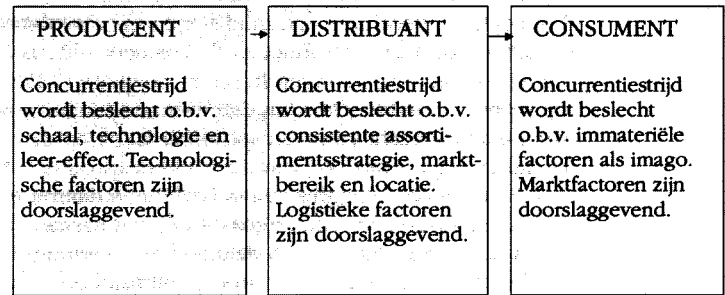 PRODUCENT
Concurrentiestrijd
wordt beslecht o.b.v.
schaal, technologie en
leer-effect. Technologi-
sche factoren zijn
doorslaggevend.
DISTRIBUANT
Concurrentiestrijd
wordt beslecht o.b.v.
consistente assorti-
mentsstrategie, markt-
bereik en locatie.
Logistieke factoren
zijn doorslaggevend.
CONSUMENT
Concurrentiestrijd
wordt beslecht
o.b.v. immateriële
factoren als imago.
Marktfactoren zijn
doorslaggevend.